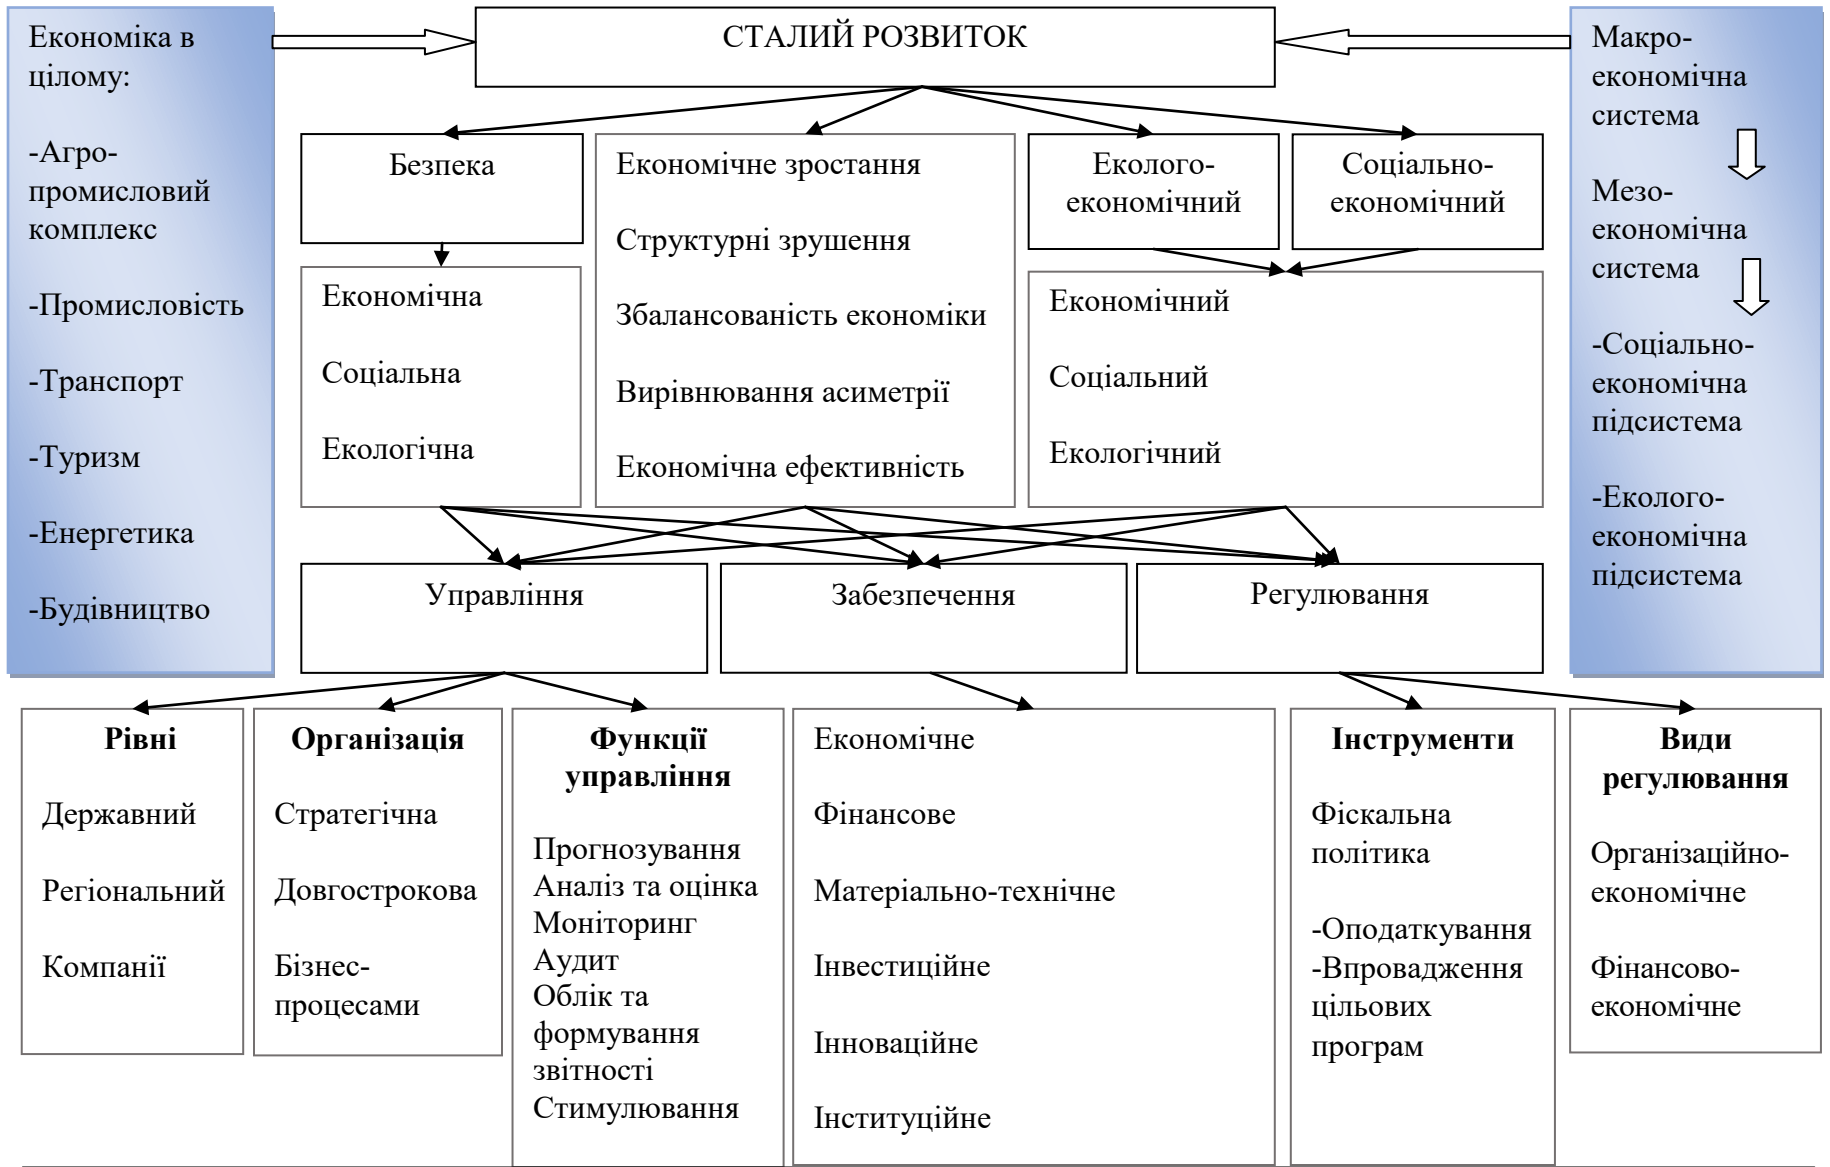 Економіка в
цілому:
-Агро-
промисловий
комплекс
-Промисловість
-Транспорт
-Туризм
-Енергетика
-Будівництво
СТАЛИЙ РОЗВИТОК
Макро-
економічна
система
Мезо-
економічна
система
-Соціально-
економічна
підсистема
-Еколого-
економічна
підсистема
Безпека
Економічна
Соціальна
Екологічна
Економічне зростання
Структурні зрушення
Збалансованість економіки
Вирівнювання асиметрії
Економічна ефективність
Еколого-
економічний
Соціально-
економічний
Економічний
Соціальний
Екологічний
Управління
Забезпечення
Регулювання
Рівні
Державний
Регіональний
Компанії
Організація
Стратегічна
Довгострокова
Бізнес-
процесами
Функції
управління
Прогнозування
Аналіз та оцінка
Моніторинг
Аудит
Облік та
формування
звітності
Стимулювання
Економічне
Фінансове
Матеріально-технічне
Інвестиційне
Інноваційне
Інституційне
Інструменти
Фіскальна
політика
-Оподаткування
-Впровадження
цільових
програм
Види
регулювання
Організаційно-
економічне
Фінансово-
економічне